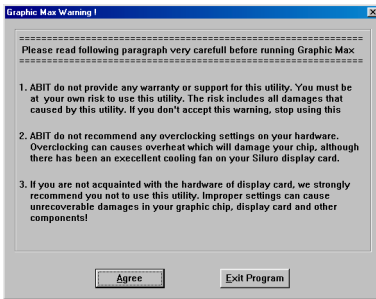 Graphic Max Warning !
==========================================
Please read following paragraph very carefull before running Graphic Max
==========================================
1. ABIT do not provide any warranty or support for this utility. You must be
at your own risk to use this utility. The risk includes all damages that
caused by this utility. If you don't accept this warning, stop using this
2. ABIT do not recommend any overclocking settings on your hardware.
Overclocking can causes overheat which will damage your chip, although
there has been an execellent cooling fan on your Siluro display card.
3. If you are not acquainted with the hardware of display card, we strongly
recommend you not to use this utility. Improper settings can cause
unrecoverable damages in your graphic chip, display card and other
components!
Agree
Exit Program